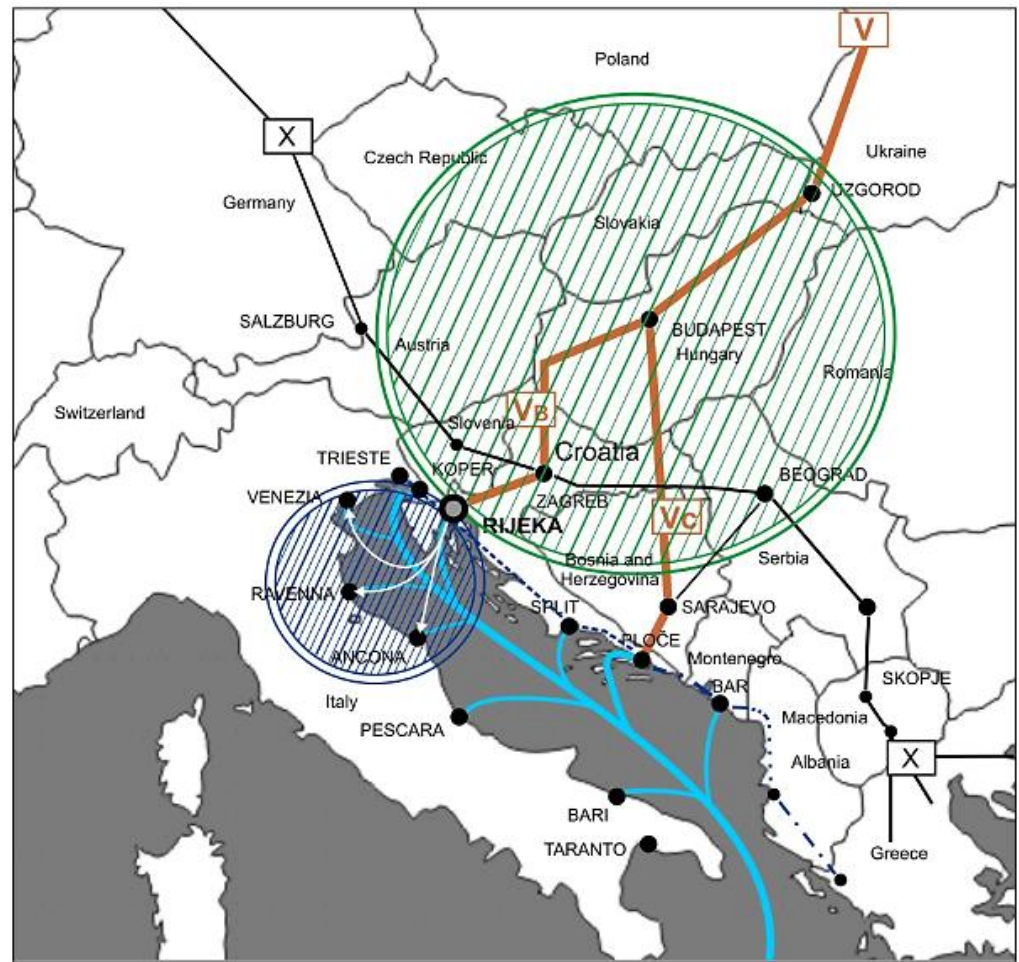 V
Poland
X
Ukraine
Czech Republic
UZGOROD
Germany
Slovakia
SALZBURG
BUDAPEST
Austria
Hungary
Romania
Switzerland
VB
Slovenia
Croatia
TRIESTE
KOPER
BEOGRAD
VENEZIA
ZAGREB
RIJEKA
VC
Bosnia and
Herzegovina
Serbia
RAVENNA
SPLIT
SARAJEVO
PLOČE
ANCONA
Montenegro
SKOPJE
BAR
Italy
Macedonia
PESCARA
Albania
X
BARI
TARANTO
Greece